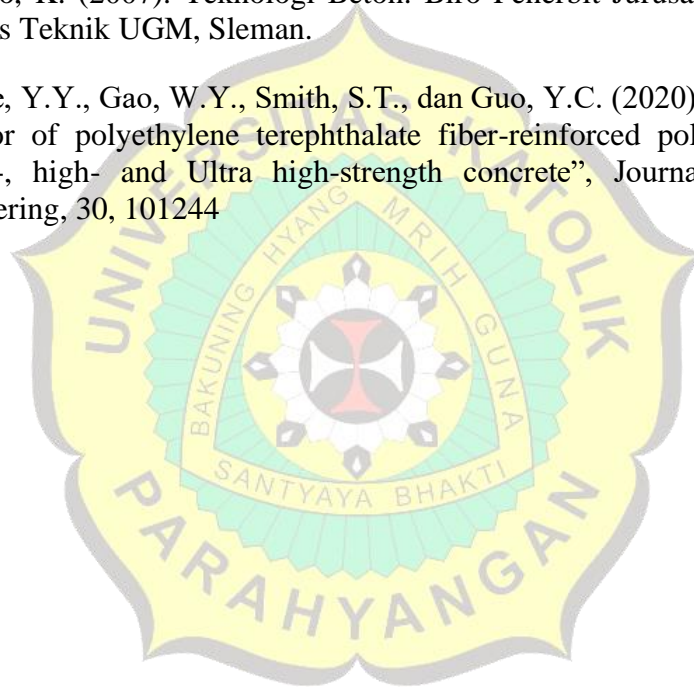 o, K. (2007). Teknologi Beton. Biro Penerbit Jurusa
s Teknik UGM, Sleman.
e, Y.Y., Gao, W.Y., Smith, S.T., dan Guo, Y.C. (2020)
or of polyethylene terephthalate fiber-reinforced pol
-, high- and Ultra high-strength concrete”, Journa
ering, 30, 101244
UNIVERSITAS KATOLIK
BAKUNING HYANG MRIH GUNA
SANTYAYA BHAKTI
PARAHYANGAN